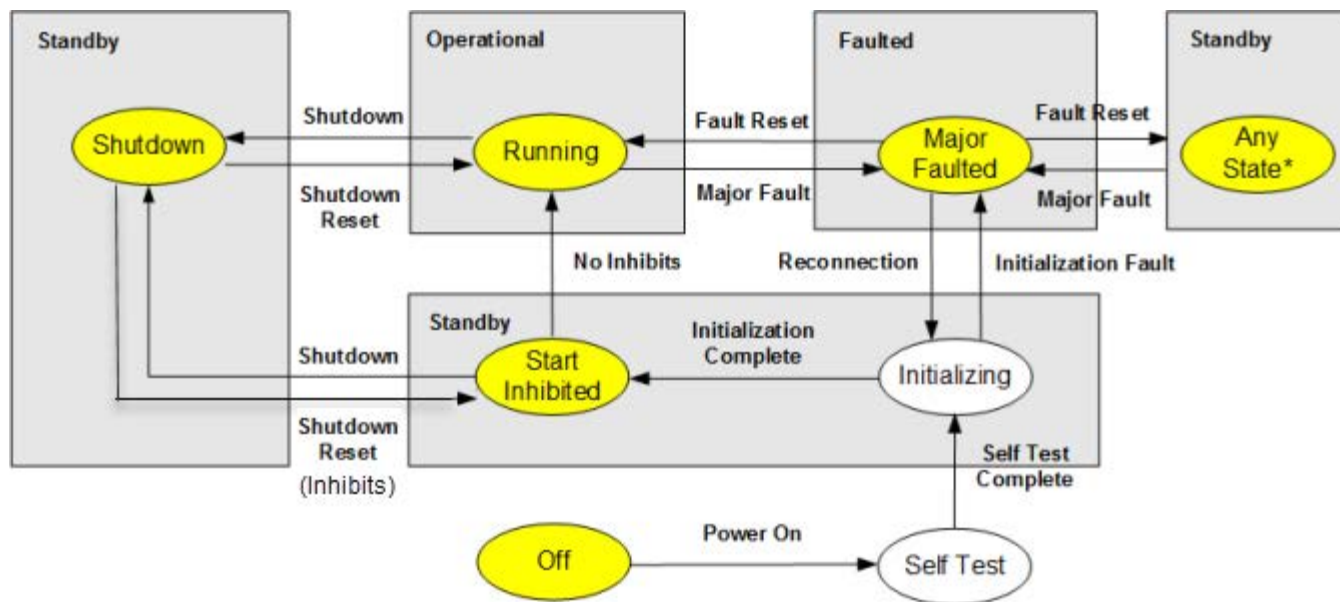 Standby
Operational
Faulted
Standby
Shutdown
Fault Reset
Fault Reset
Shutdown
Running
Major
Faulted
Any
State*
Shutdown
Reset
Major Fault
Major Fault
No Inhibits
Reconnection
Initialization Fault
Standby
Initialization
Complete
Shutdown
Start
Inhibited
Initializing
Shutdown
Reset
(Inhibits)
Self Test
Complete
Power On
Off
Self Test